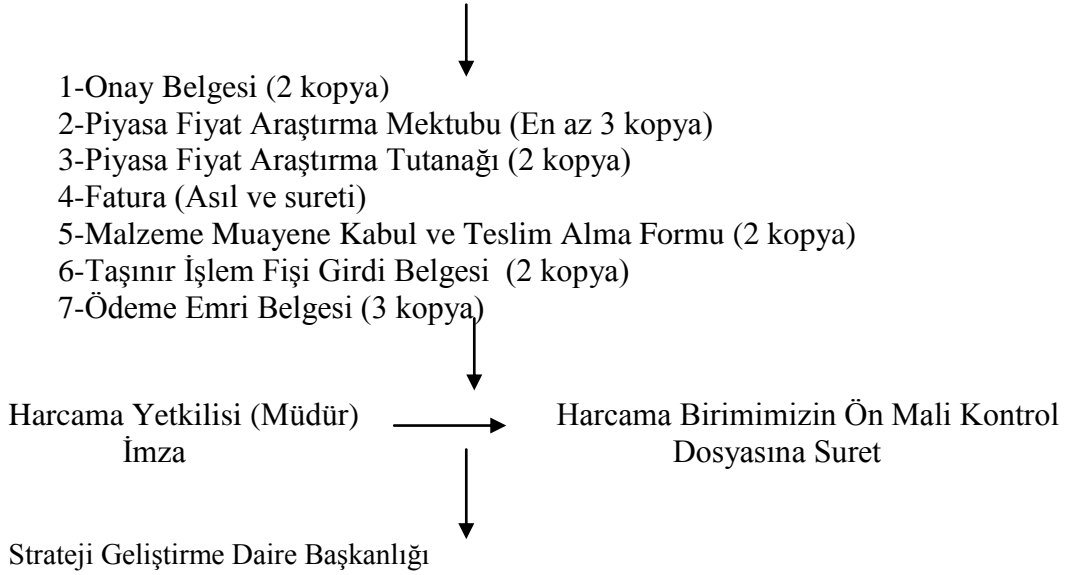 1-Onay Belgesi (2 kopya)
2-Piyasa Fiyat Araştırma Mektubu (En az 3 kopya)
3-Piyasa Fiyat Araştırma Tutanağı (2 kopya)
4-Fatura (Asıl ve sureti)
5-Malzeme Muayene Kabul ve Teslim Alma Formu (2 kopya)
6-Taşınır İşlem Fişi Girdi Belgesi (2 kopya)
7-Ödeme Emri Belgesi (3 kopya)
Harcama Yetkilisi (Müdür)
İmza
Harcama Birimimizin Ön Mali Kontrol
Dosyasına Suret
Strateji Geliştirme Daire Başkanlığı